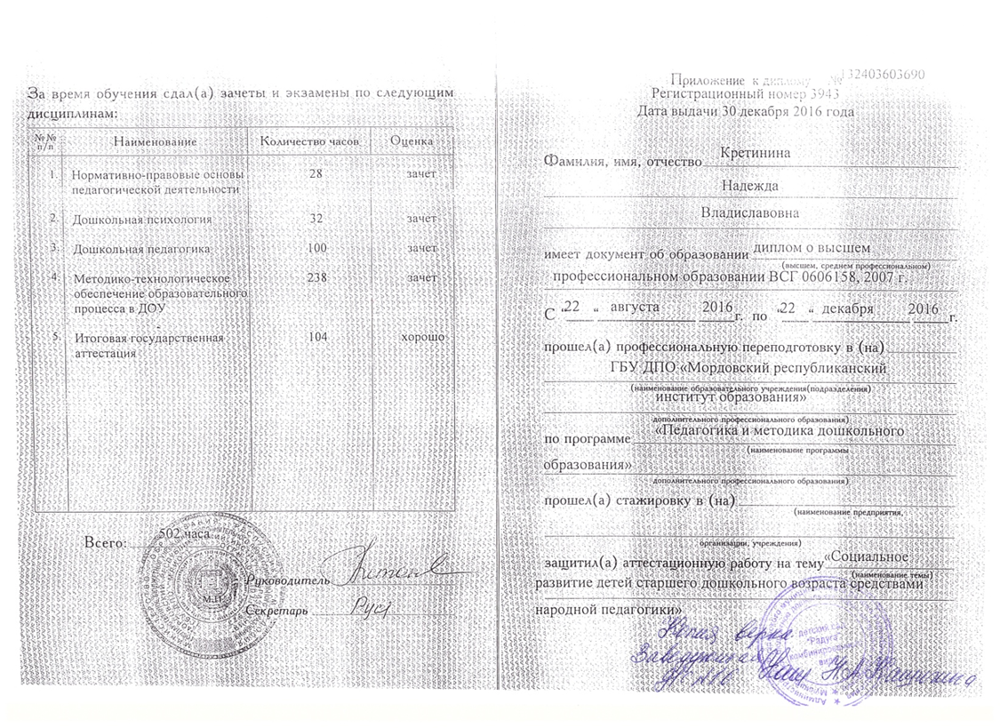 За время обучения сдал(а) зачеты и экзамены по следующим
дисциплинам:
№№ п/п Наименование Количество часов Оценка
1. Нормативно-правовые основы 28 зачет
педагогической деятельности
2. Дошкольная психология 32 зачет
3. Дошкольная педагогика 100 зачет
4. Методико-технологическое 238 зачет
обеспечение образовательного
процесса в ДОУ
5. Итоговая государственная 104 хорошо
аттестация
Всего: 502 часа
М.П.
Руководитель
Секретарь
Приложение к диплому № 132403603690
Регистрационный номер 3943
Дата выдачи 30 декабря 2016 года
Фамилия, имя, отчество Кретинина
Надежда
Владиславовна
имеет документ об образовании диплом о высшем
(высшем, среднем профессиональном)
профессиональном образовании ВСГ 0606158, 2007 г.
С „22 “ августа 2016 г. по „22 “ декабря 2016 г.
прошел(а) профессиональную переподготовку в (на)
ГБУ ДПО «Мордовский республиканский
(наименование образовательного учреждения(подразделения)
институт образования»
дополнительного профессионального образования)
по программе «Педагогика и методика дошкольного
(наименование программы
образования»
дополнительного профессионального образования)
прошел(а) стажировку в (на)
(наименование предприятия,
организации, учреждения)
защитил(а) аттестационную работу на тему «Социальное
(наименование темы)
развитие детей старшего дошкольного возраста средствами
народной педагогики»
Копия верна
Заведующая
детский сад
"Радуга"
комбинированного
вида